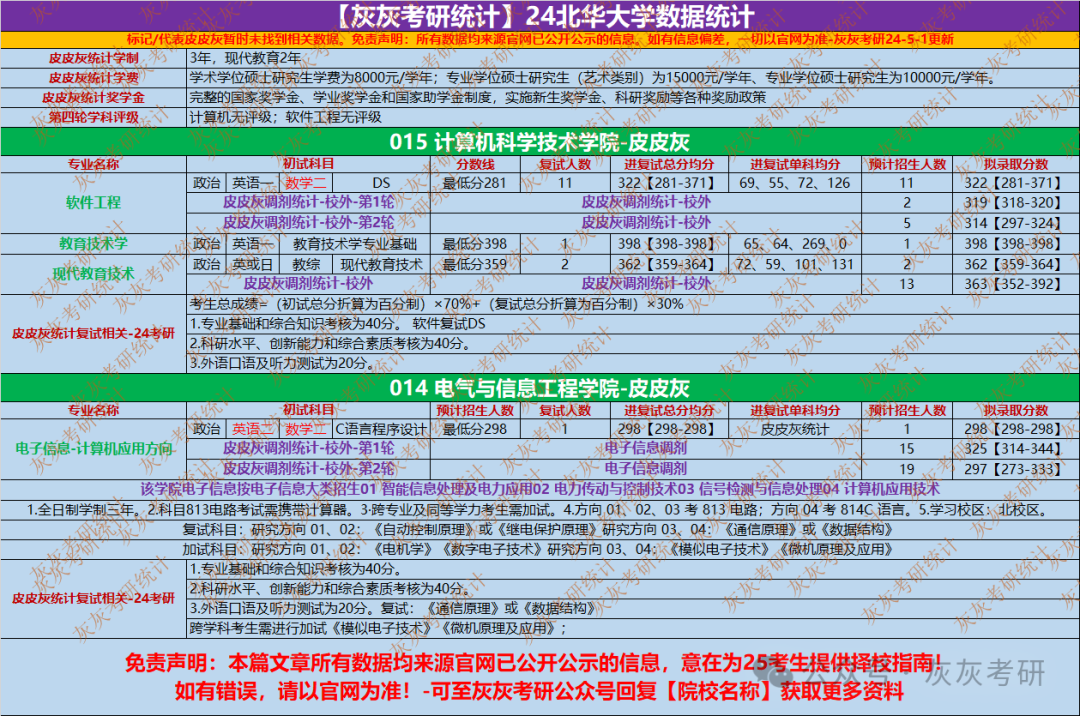 【灰灰考研统计】24北华大学数据统计
标记/代表皮皮灰暂时未找到相关数据。免责声明：所有数据均来源官网已公开公示的信息。如有信息偏差，一切以官网为准-灰灰考研24-5-1更新
皮皮灰统计学制 3年，现代教育2年
皮皮灰统计学费 学术学位硕士研究生学费为8000元/学年；专业学位硕士研究生（艺术类别）为15000元/学年、专业学位硕士研究生为10000元/学年。
皮皮灰统计奖学金 完整的国家奖学金、学业奖学金和国家助学金制度，实施新生奖学金、科研奖励等各种奖励政策
第四轮学科评级 计算机无评级；软件工程无评级
015 计算机科学技术学院-皮皮灰
专业名称 初试科目 分数线 复试人数 进复试总分均分 进复试单科均分 预计招生人数 拟录取分数
软件工程 政治 英语一 数学二 DS 最低分281 11 322【281-371】 69、55、72、126 11 322【281-371】
皮皮灰调剂统计-校外-第1轮 皮皮灰调剂统计-校外 2 319【318-320】
皮皮灰调剂统计-校外-第2轮 皮皮灰调剂统计-校外 5 314【297-324】
教育技术学 政治 英语一 教育技术学专业基础 最低分398 1 398【398-398】 65、64、269、0 1 398【398-398】
现代教育技术 政治 英或日 教综 现代教育技术 最低分359 2 362【359-364】 72、59、101、131 2 362【359-364】
皮皮灰调剂统计-校外 皮皮灰调剂统计-校外 13 363【352-392】
皮皮灰统计复试相关-24考研 考生总成绩=（初试总分折算为百分制）×70%+（复试总分折算为百分制）×30%
1.专业基础和综合知识考核为40分。 软件复试DS
2.科研水平、创新能力和综合素质考核为40分。
3.外语口语及听力测试为20分。
014 电气与信息工程学院-皮皮灰
专业名称 初试科目 预计招生人数 复试人数 进复试总分均分 进复试单科均分 预计招生人数 拟录取分数
电子信息-计算机应用方向 政治 英语二 数学二 C语言程序设计 最低分298 1 298【298-298】 皮皮灰统计 1 298【298-298】
皮皮灰调剂统计-校外-第1轮 电子信息调剂 15 325【314-344】
皮皮灰调剂统计-校外-第2轮 电子信息调剂 19 297【273-333】
该学院电子信息按电子信息大类招生01 智能信息处理及电力应用02 电力传动与控制技术03 信号检测与信息处理04 计算机应用技术
1.全日制学制三年。2.科目813电路考试需携带计算器。3·跨专业及同等学力考生需加试。4.方向 01、02、03 考 813 电路；方向 04 考 814C 语言。5.学习校区：北校区。
复试科目：研究方向 01、02：《自动控制原理》或《继电保护原理》研究方向 03、04：《通信原理》或《数据结构》
加试科目：研究方向 01、02：《电机学》《数字电子技术》研究方向 03、04：《模拟电子技术》《微机原理及应用》
皮皮灰统计复试相关-24考研 1.专业基础和综合知识考核为40分。
2.科研水平、创新能力和综合素质考核为40分。
3.外语口语及听力测试为20分。复试：《通信原理》或《数据结构》
跨学科考生需进行加试《模拟电子技术》《微机原理及应用》；
免责声明：本篇文章所有数据均来源官网已公开公示的信息，意在为25考生提供择校指南！
如有错误，请以官网为准！-可至灰灰考研公众号回复【院校名称】获取更多资料
公众号·灰灰考研
灰灰考研统计